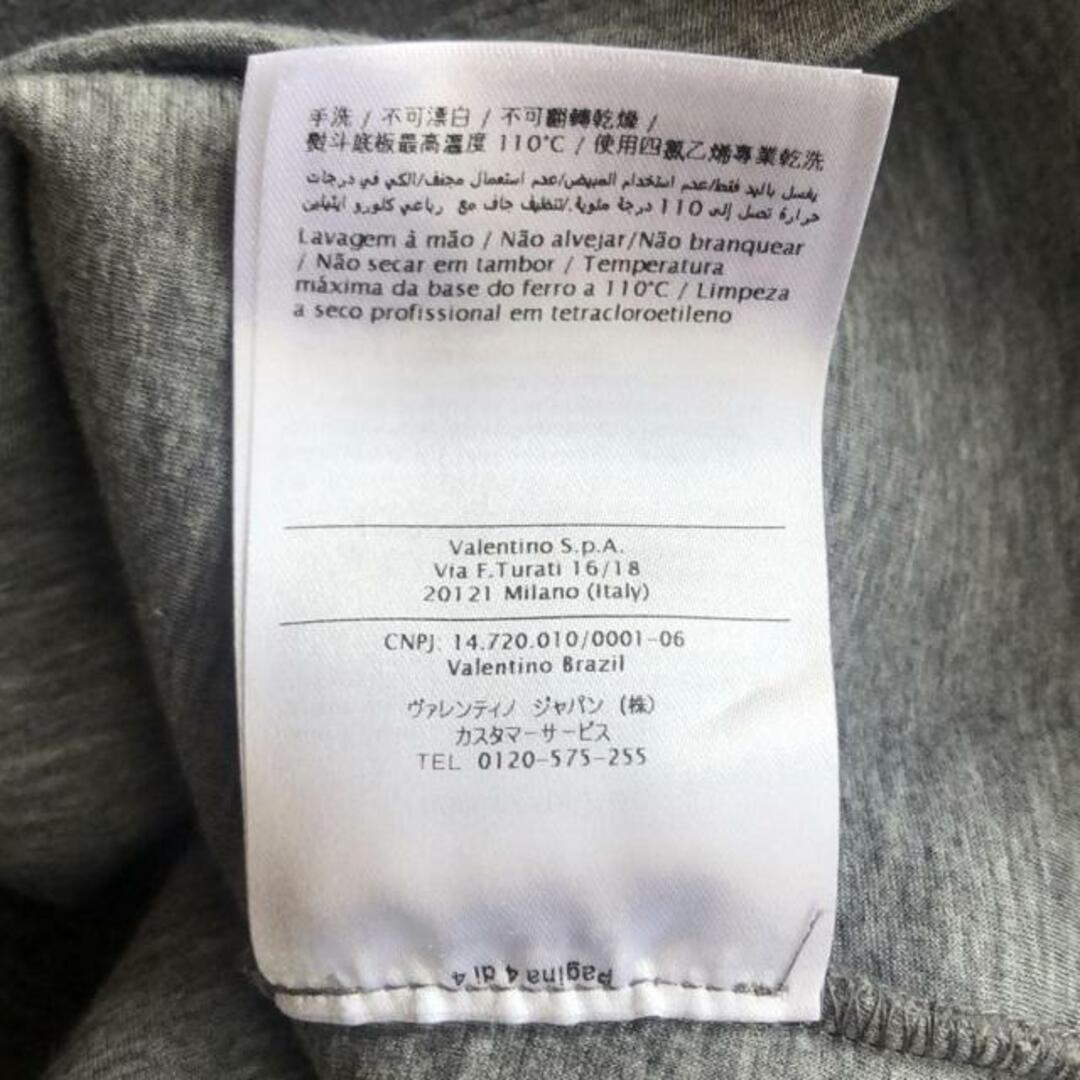 手洗 / 不可漂白 / 不可翻轉乾燥 /
熨斗底板最高溫度 110°C / 使用四氯乙烯專業乾洗
يغسل باليد فقط/عدم استخدام المبيض/عدم استعمال مجنف/الكي في درجات
حرارة تصل إلى 110 درجة مئوية./تنظيف جاف مع رباعي كلورو ايثيلين
Lavagem à mão / Não alvejar/Não branquear
/ Não secar em tambor / Temperatura
máxima da base do ferro a 110°C / Limpeza
a seco profissional em tetracloroetileno
Valentino S.p.A.
Via F.Turati 16/18
20121 Milano (Italy)
CNPJ: 14.720.010/0001-06
Valentino Brazil
ヴァレンティノ ジャパン (株)
カスタマーサービス
TEL 0120-575-255
Pagina 4 di 4